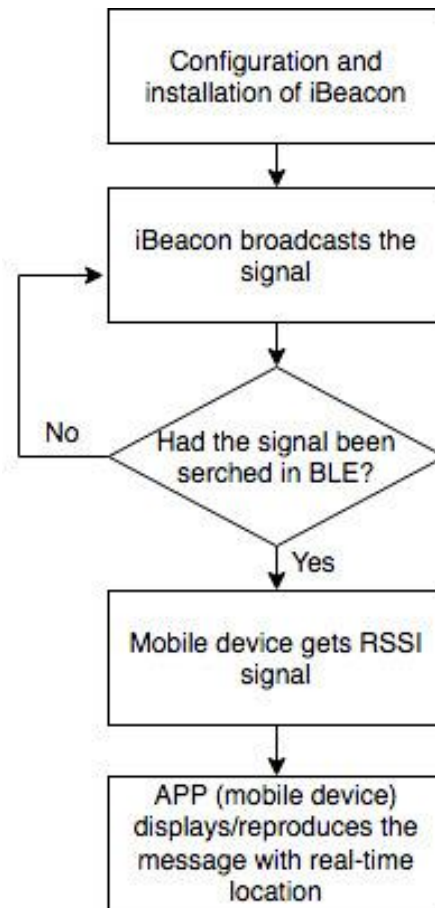 Configuration and
installation of iBeacon
iBeacon broadcasts the
signal
No
Had the signal been
serched in BLE?
Yes
Mobile device gets RSSI
signal
APP (mobile device)
displays/reproduces the
message with real-time
location